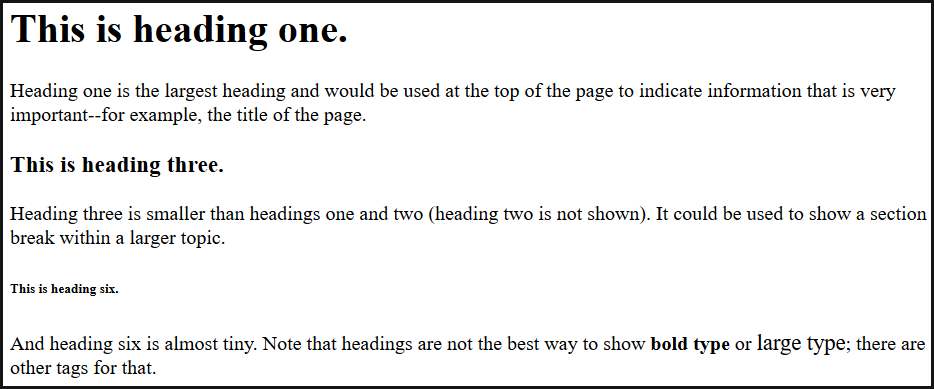 This is heading one.
Heading one is the largest heading and would be used at the top of the page to indicate information that is very
important--for example, the title of the page.
This is heading three.
Heading three is smaller than headings one and two (heading two is not shown). It could be used to show a section
break within a larger topic.
This is heading six.
And heading six is almost tiny. Note that headings are not the best way to show bold type or large type; there are
other tags for that.